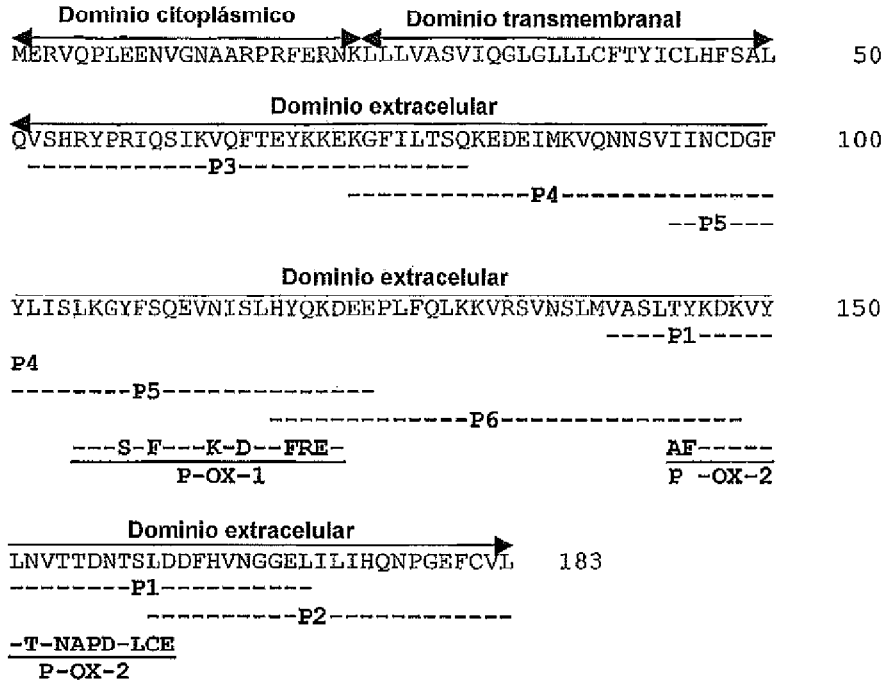 Dominio citoplásmico Dominio transmembranal
MERVQPLEENVGNAARPRFERNKLLLVASVIQGLGLLLCFTYICLHFSAL 50
Dominio extracelular
QVSHRYPRIQSIKVQFTEYKKEKGFILTSQKEDEIMKVQNNSVIINCDGF 100
-------------P3----------------
------------P4---------------
--P5---
Dominio extracelular
YLISLKGYFSQEVNISLHYQKDEEPLFQLKKVRSVNSLMVASLTYKDKVY 150
----P1-----
P4
--------P5--------------
-------------P6----------------
---S-F---K-D--FRE- AF-----
P-OX-1 P -OX-2
Dominio extracelular
LNVTTDNTSLDDFHVNGGELILIHQNPGEFCVL 183
--------P1-----------
----------P2------------
-T-NAPD-LCE
P-OX-2